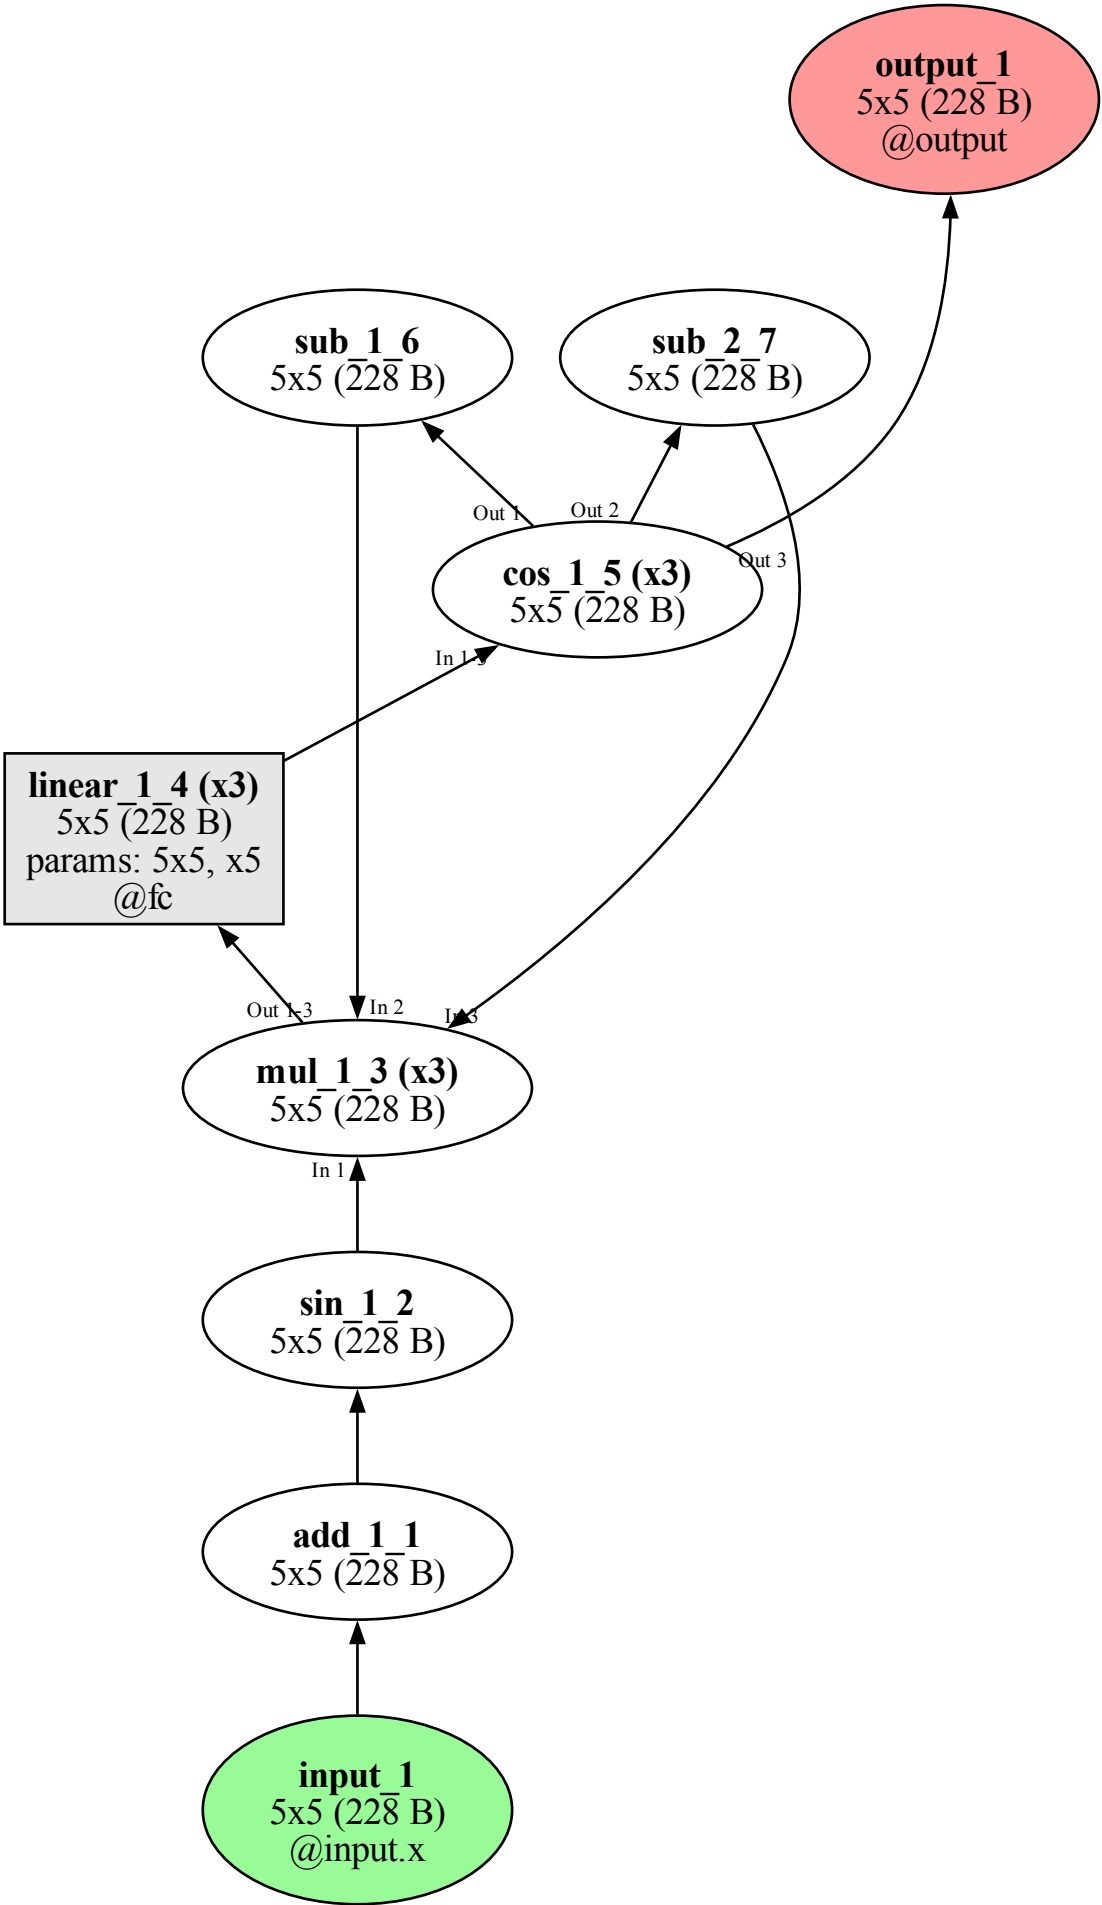 output_1
5x5 (228 B)
@output
sub_1_6
5x5 (228 B)
sub_2_7
5x5 (228 B)
Out 1
Out 2
Out 3
cos_1_5 (x3)
5x5 (228 B)
In 1-3
linear_1_4 (x3)
5x5 (228 B)
params: 5x5, x5
@fc
Out 1-3
In 2
In 3
mul_1_3 (x3)
5x5 (228 B)
In 1
sin_1_2
5x5 (228 B)
add_1_1
5x5 (228 B)
input_1
5x5 (228 B)
@input.x